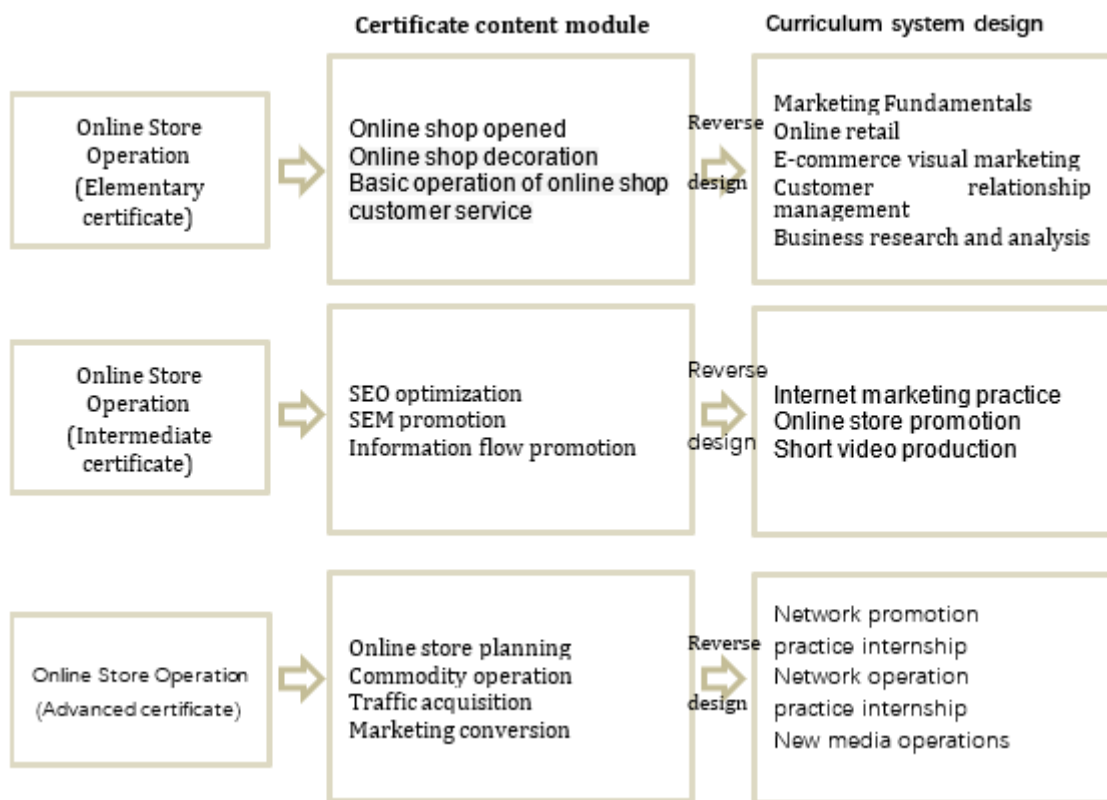 Certificate content module
Curriculum system design
Online Store
Operation
(Elementary
certificate)
Online shop opened
Online shop decoration
Basic operation of online shop
customer service
Reverse
design
Marketing Fundamentals
Online retail
E-commerce visual marketing
Customer relationship
management
Business research and analysis
Online Store
Operation
(Intermediate
certificate)
SEO optimization
SEM promotion
Information flow promotion
Reverse
design
Internet marketing practice
Online store promotion
Short video production
Online Store Operation
(Advanced certificate)
Online store planning
Commodity operation
Traffic acquisition
Marketing conversion
Reverse
design
Network promotion
practice internship
Network operation
practice internship
New media operations